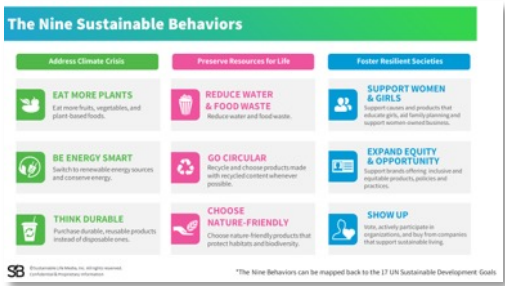 The Nine Sustainable Behaviors
Address Climate Crisis
Preserve Resources for Life
Foster Resilient Societies
EAT MORE PLANTS
Eat more fruits, vegetables, and
plant-based foods.
REDUCE WATER
& FOOD WASTE
Reduce water and food waste.
SUPPORT WOMEN
& GIRLS
Support causes and products that
educate girls, aid family planning and
support women-owned business.
BE ENERGY SMART
Switch to renewable energy sources
and conserve energy.
GO CIRCULAR
Recycle and choose products made
with recycled content whenever
possible.
EXPAND EQUITY
& OPPORTUNITY
Support brands offering inclusive and
equitable products, policies and
practices.
THINK DURABLE
Purchase durable, reusable products
instead of disposable ones.
CHOOSE
NATURE-FRIENDLY
Choose nature-friendly products that
protect habitats and biodiversity.
SHOW UP
Vote, actively participate in
organizations, and buy from companies
that support sustainable living.
SB
©Sustainable Life Media, Inc. All rights reserved.
Confidential & Proprietary Information
*The Nine Behaviors can be mapped back to the 17 UN Sustainable Development Goals